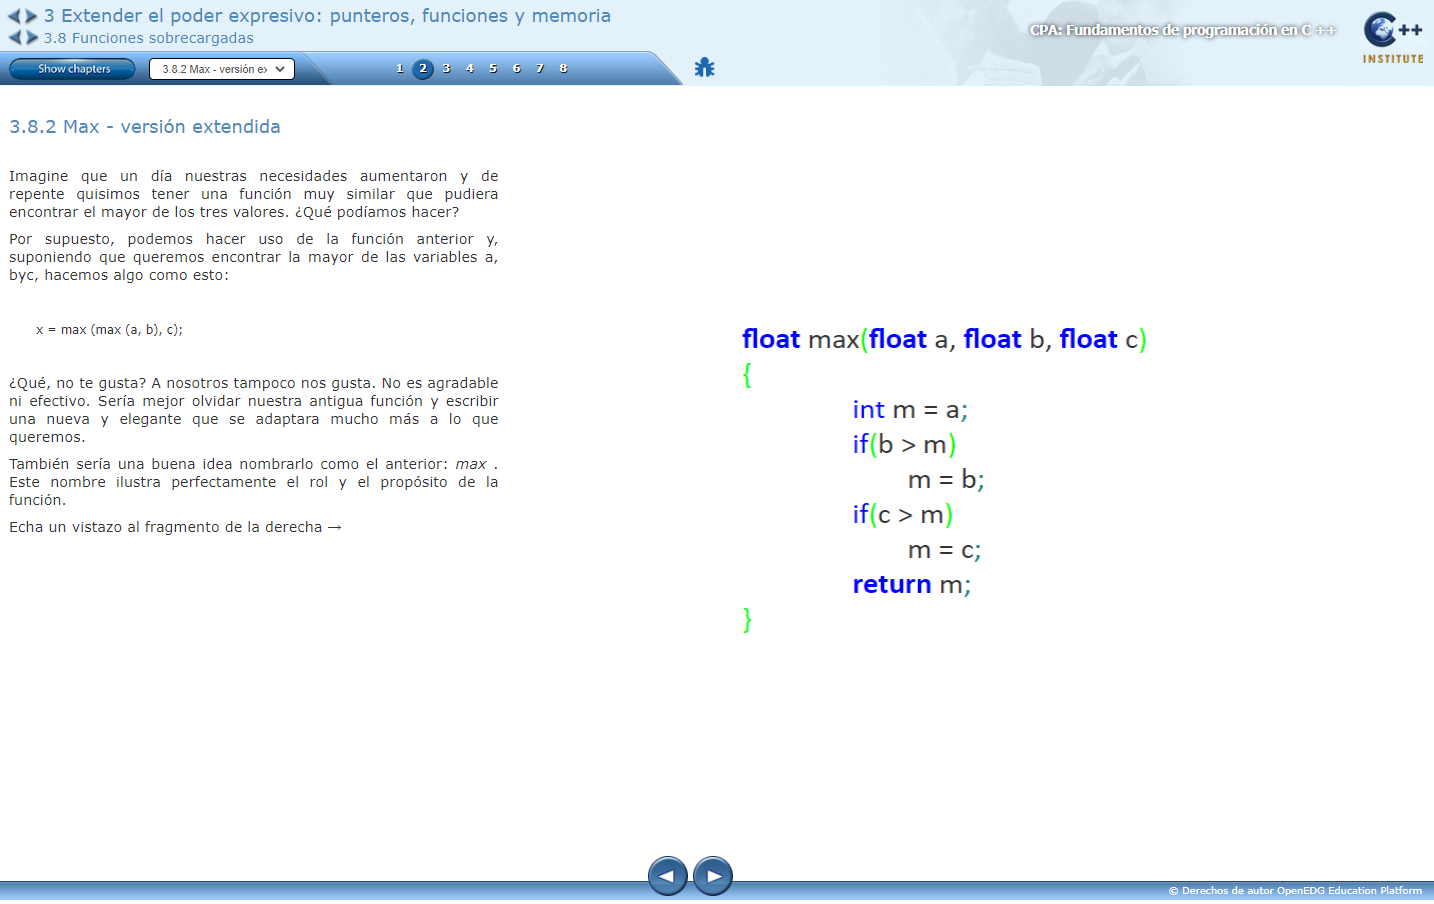 3 Extender el poder expresivo: punteros, funciones y memoria
3.8 Funciones sobrecargadas
CPA: Fundamentos de programación en C ++
C++
INSTITUTE
Show chapters
3.8.2 Max - versión ex
1 2 3 4 5 6 7 8
3.8.2 Max - versión extendida
Imagine que un día nuestras necesidades aumentaron y de
repente quisimos tener una función muy similar que pudiera
encontrar el mayor de los tres valores. ¿Qué podíamos hacer?
Por supuesto, podemos hacer uso de la función anterior y,
suponiendo que queremos encontrar la mayor de las variables a,
byc, hacemos algo como esto:
x = max (max (a, b), c);
¿Qué, no te gusta? A nosotros tampoco nos gusta. No es agradable
ni efectivo. Sería mejor olvidar nuestra antigua función y escribir
una nueva y elegante que se adaptara mucho más a lo que
queremos.
También sería una buena idea nombrarlo como el anterior: max .
Este nombre ilustra perfectamente el rol y el propósito de la
función.
Echa un vistazo al fragmento de la derecha →
float max(float a, float b, float c)
{
int m = a;
if(b > m)
m = b;
if(c > m)
m = c;
return m;
}
© Derechos de autor OpenEDG Education Platform